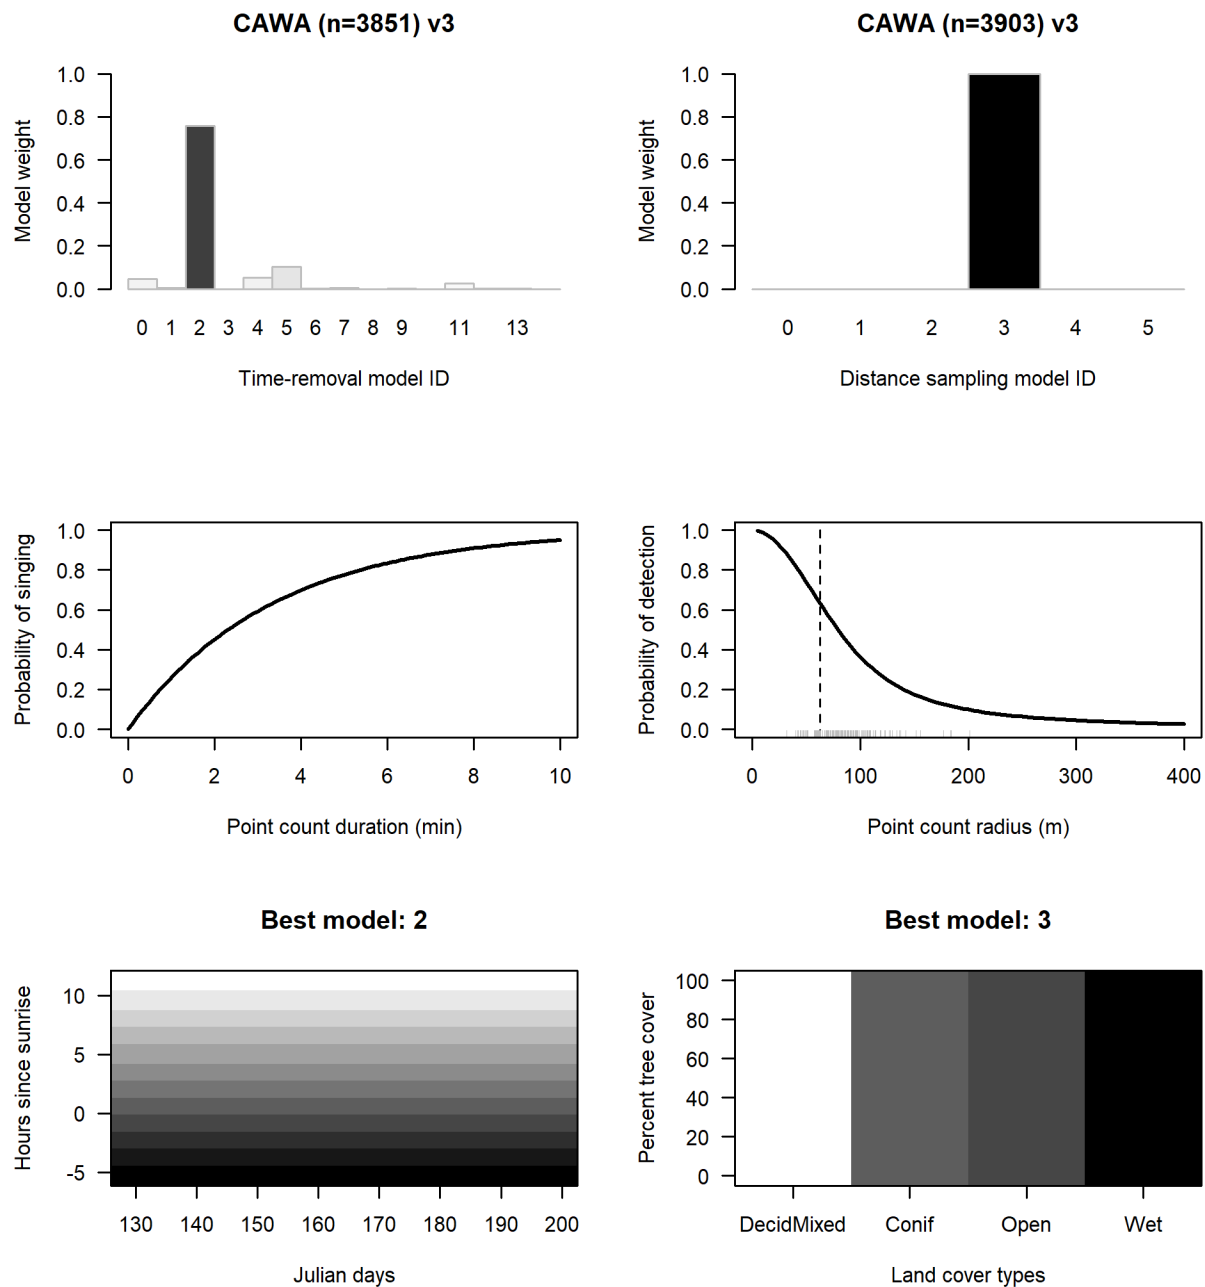 CAWA (n=3851) v3
Model weight
1.0
0.8
0.6
0.4
0.2
0.0
0 1 2 3 4 5 6 7 8 9 11 13
Time-removal model ID
CAWA (n=3903) v3
Model weight
1.0
0.8
0.6
0.4
0.2
0.0
0 1 2 3 4 5
Distance sampling model ID
Probability of singing
1.0
0.8
0.6
0.4
0.2
0.0
0 2 4 6 8 10
Point count duration (min)
Probability of detection
1.0
0.8
0.6
0.4
0.2
0.0
0 100 200 300 400
Point count radius (m)
Best model: 2
Hours since sunrise
10
5
0
-5
130 140 150 160 170 180 190 200
Julian days
Best model: 3
Percent tree cover
100
80
60
40
20
0
DecidMixed Conif Open Wet
Land cover types